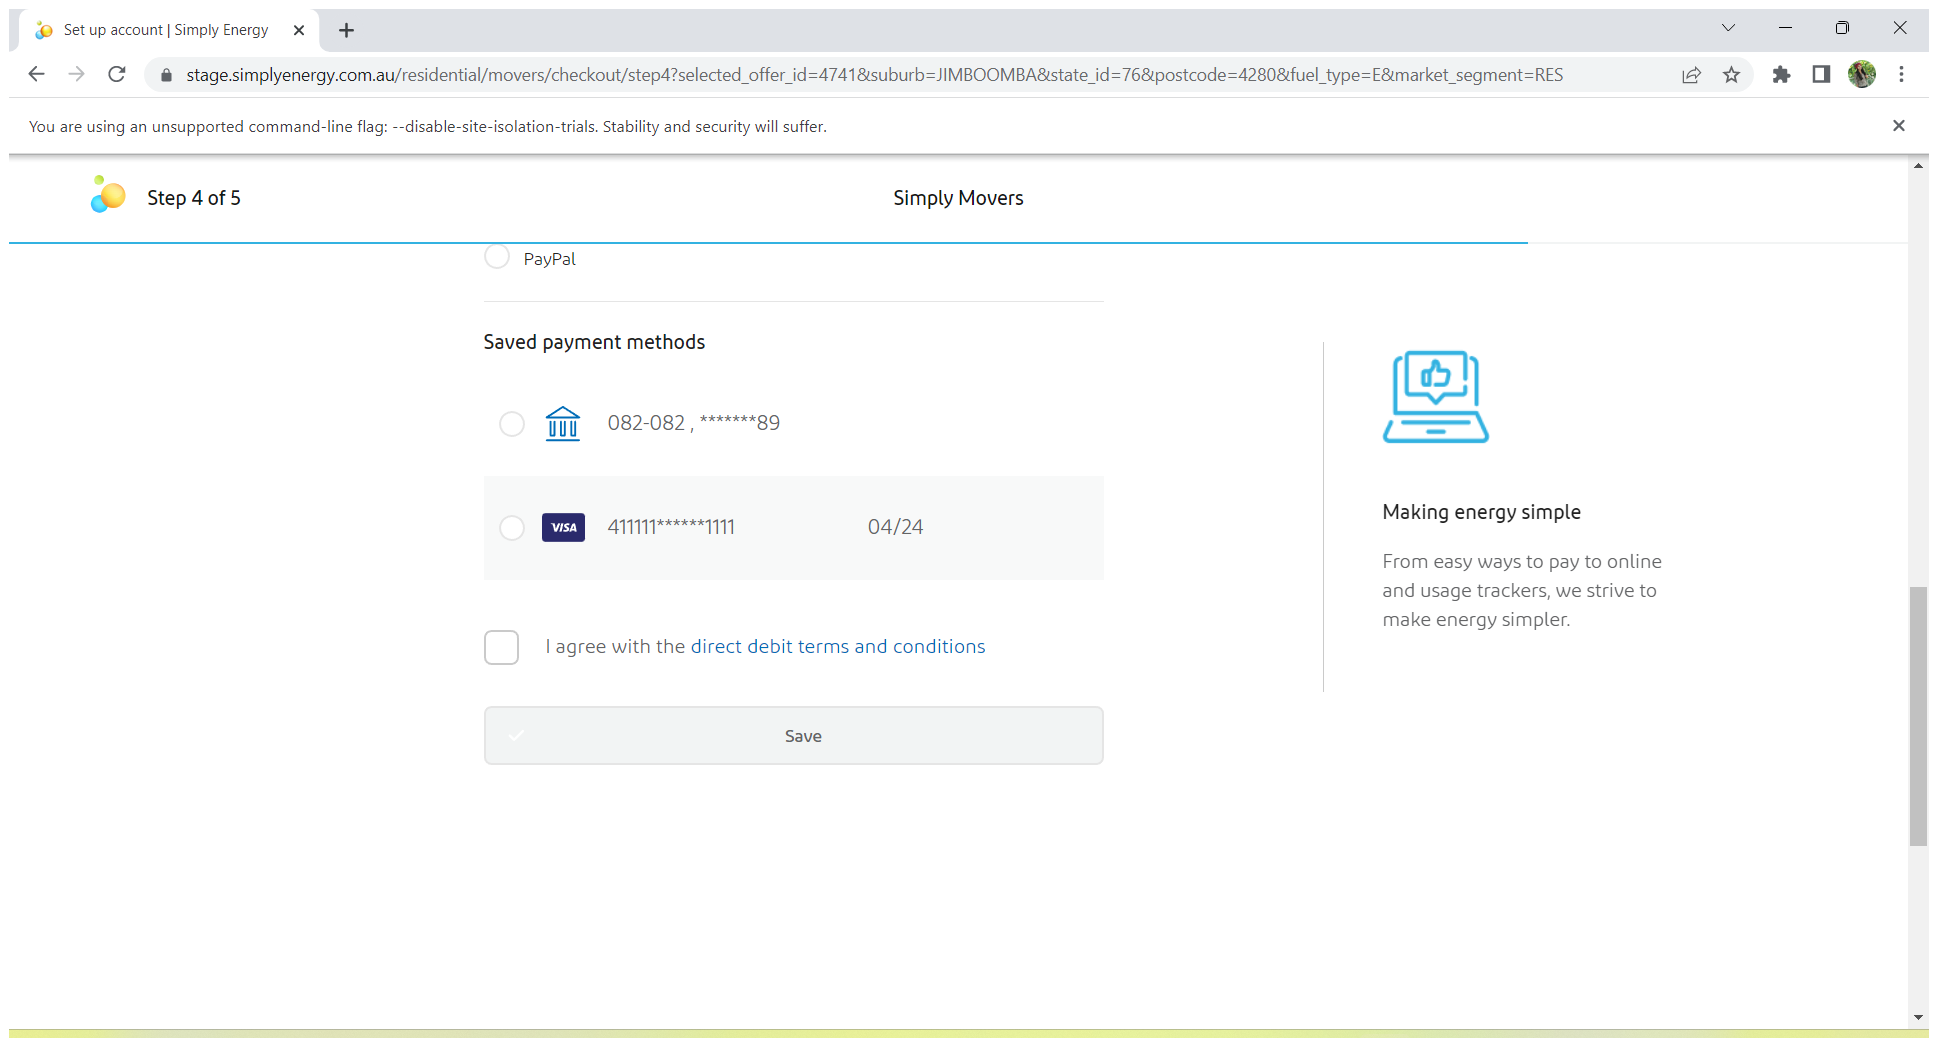 Set up account | Simply Energy
stage.simplyenergy.com.au/residential/movers/checkout/step4?selected_offer_id=4741&suburb=JIMBOOMBA&state_id=76&postcode=4280&fuel_type=E&market_segment=RES
You are using an unsupported command-line flag: --disable-site-isolation-trials. Stability and security will suffer.
Step 4 of 5
Simply Movers
PayPal
Saved payment methods
082-082 , *******89
VISA 411111******1111 04/24
I agree with the direct debit terms and conditions
Save
Making energy simple
From easy ways to pay to online
and usage trackers, we strive to
make energy simpler.